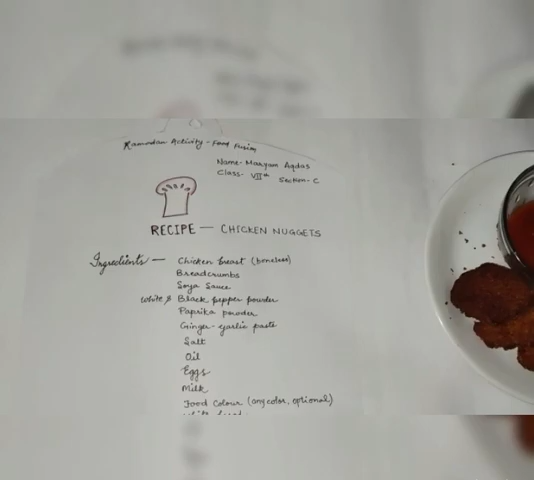 Ramadan Activity - Food Fusion
Name- Maryam Aqdas
Class- VIIth Section- C
RECIPE — CHICKEN NUGGETS
Ingredients — Chicken breast (boneless)
Breadcrumbs
Soya Sauce
White & Black pepper powder
Paprika powder
Ginger-garlic paste
Salt
Oil
Eggs
Milk
Food Colour (any color, optional)